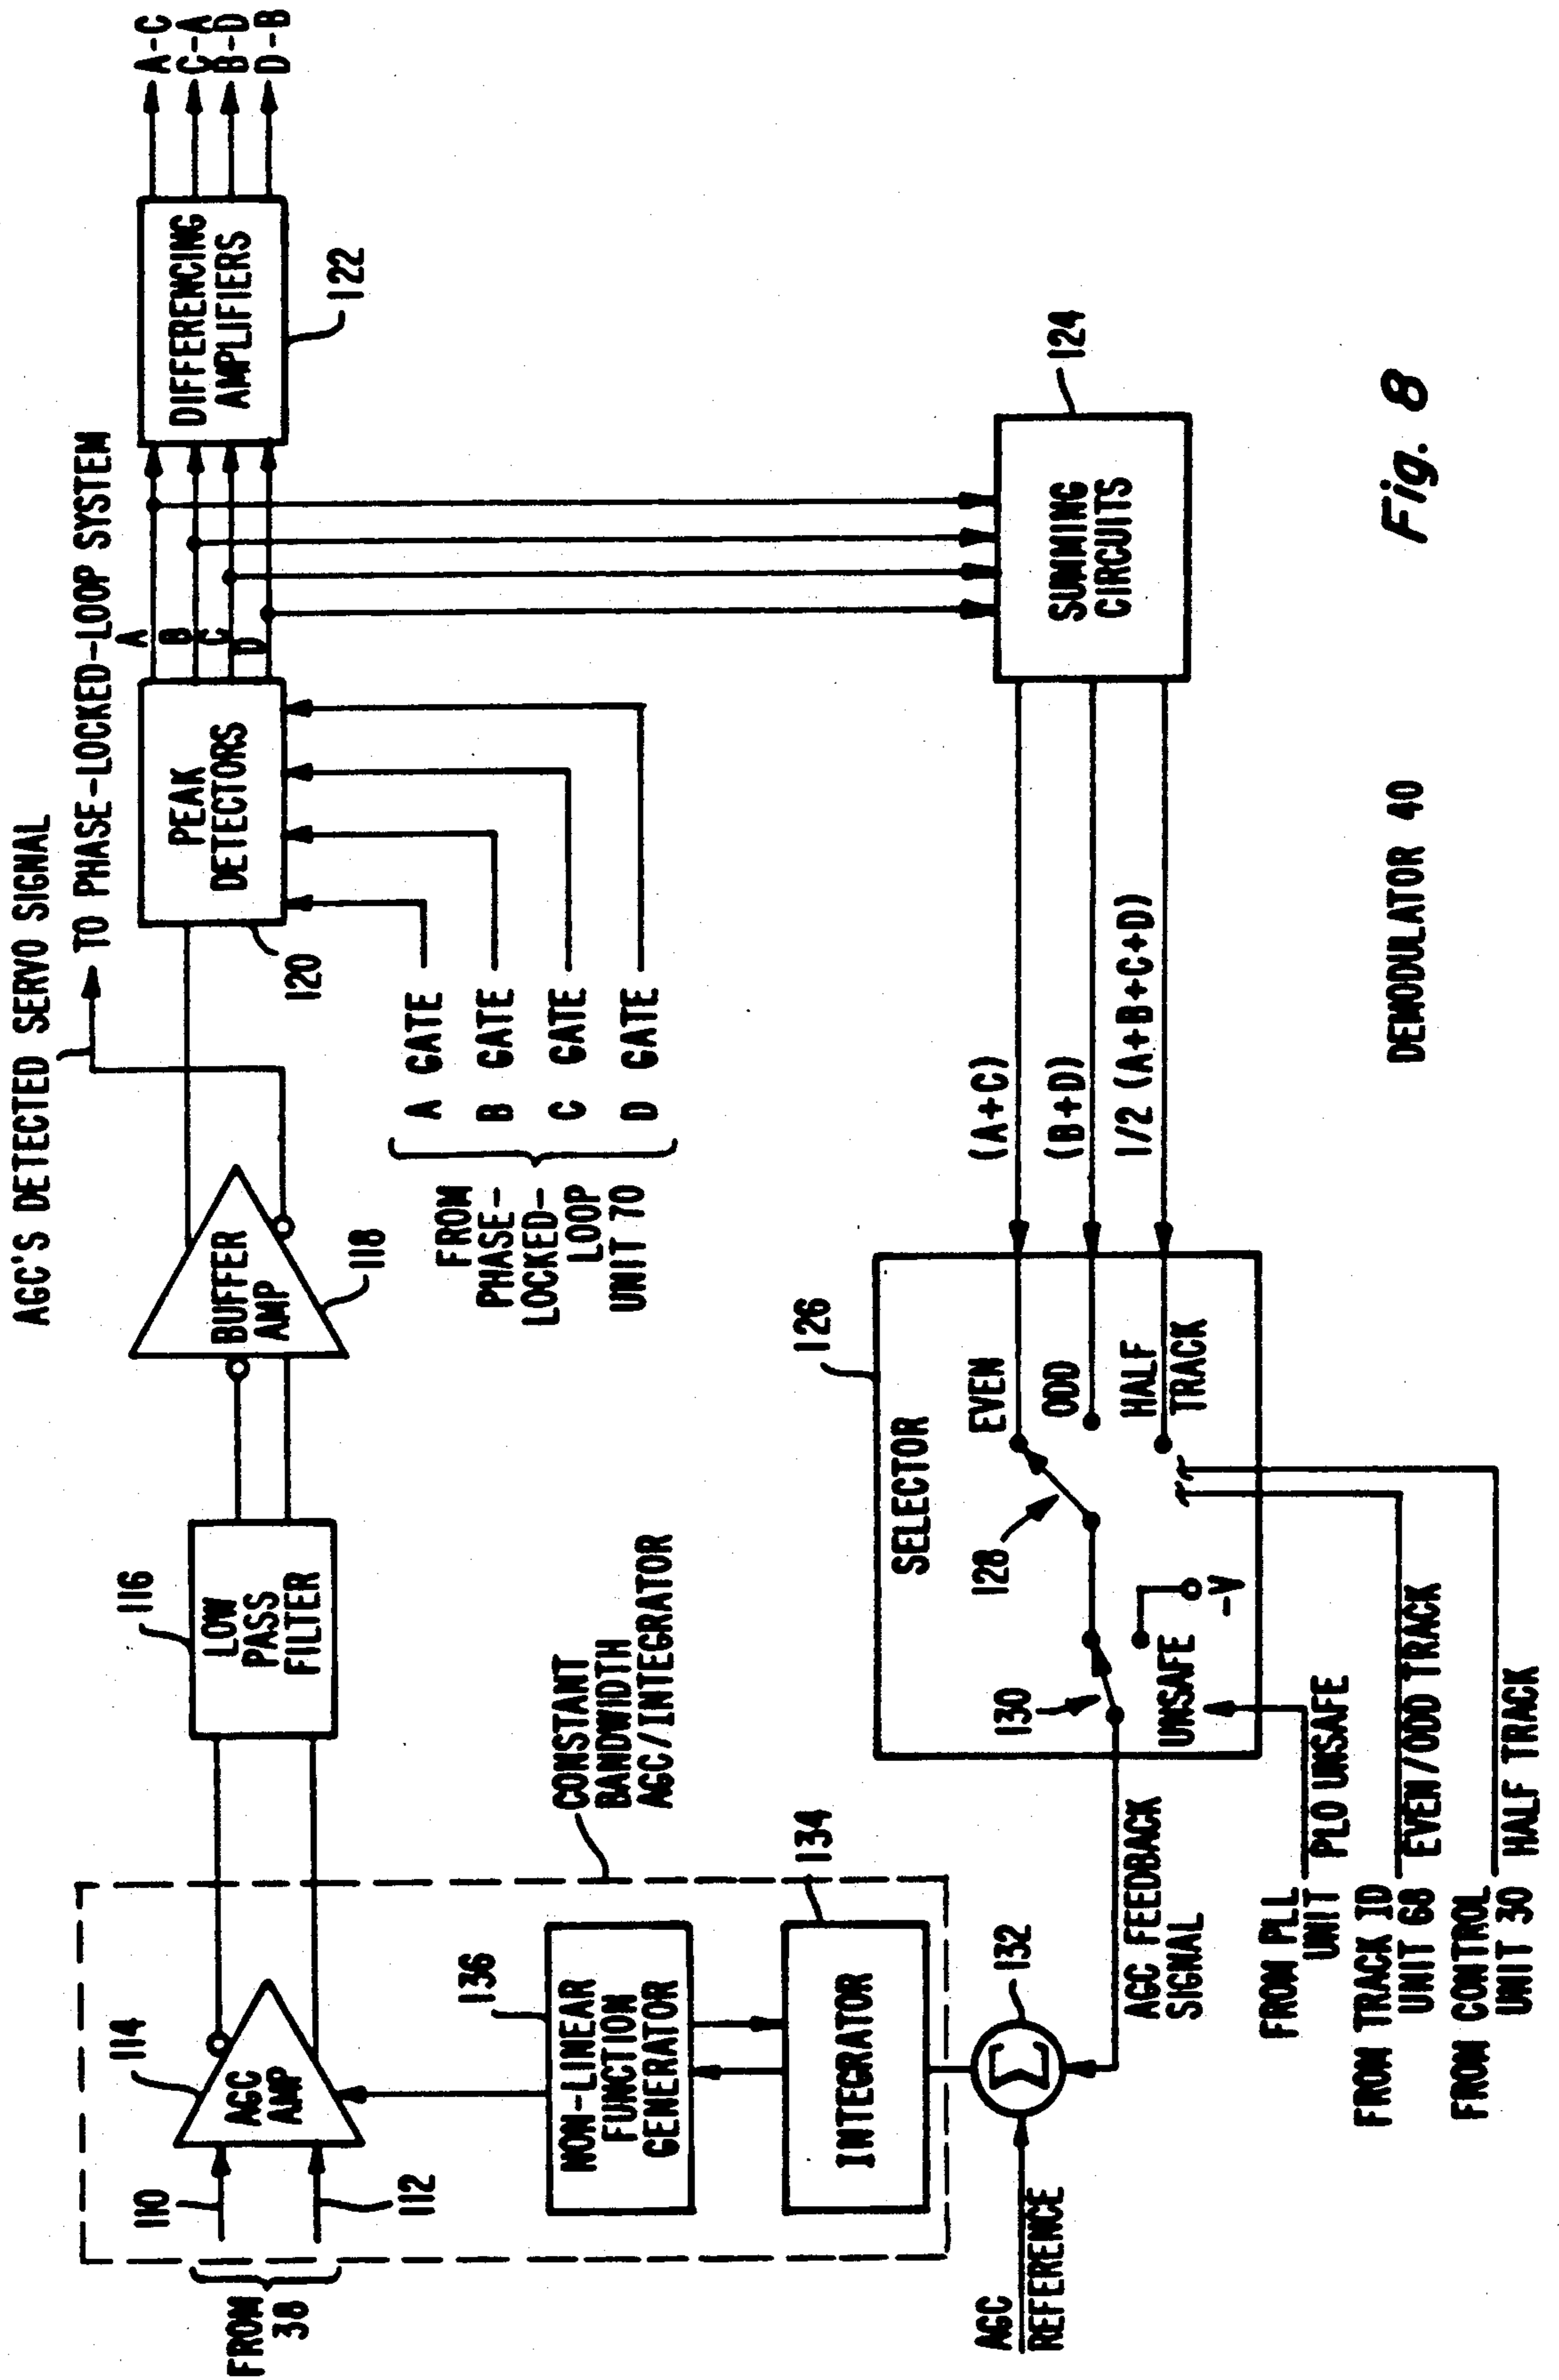 FROM
38
110
112
114
AGC
AMP
116
LOW
PASS
FILTER
BUFFER
AMP
118
AGC'S DETECTED SERVO SIGNAL
TO PHASE-LOCKED-LOOP SYSTEM
PEAK
DETECTORS
120
A
B
C
D
DIFFERENCING
AMPLIFIERS
122
A-C
C-A
B-D
D-B
FROM
PHASE-
LOCKED-
LOOP
UNIT 70
A GATE
B GATE
C GATE
D GATE
136
NON-LINEAR
FUNCTION
GENERATOR
CONSTANT
BANDWIDTH
AGC/INTEGRATOR
134
INTEGRATOR
AGC
REFERENCE
132
Σ
AGC FEEDBACK
SIGNAL
126
SELECTOR
130
128
EVEN
ODD
HALF
TRACK
UNSAFE
-V
(A+C)
(B+D)
1/2 (A+B+C+D)
SUMMING
CIRCUITS
124
FROM PLL
UNIT
PLO UNSAFE
FROM TRACK ID
UNIT 68
EVEN/ODD TRACK
FROM CONTROL
UNIT 30
HALF TRACK
DEMODULATOR 40
Fig. 8